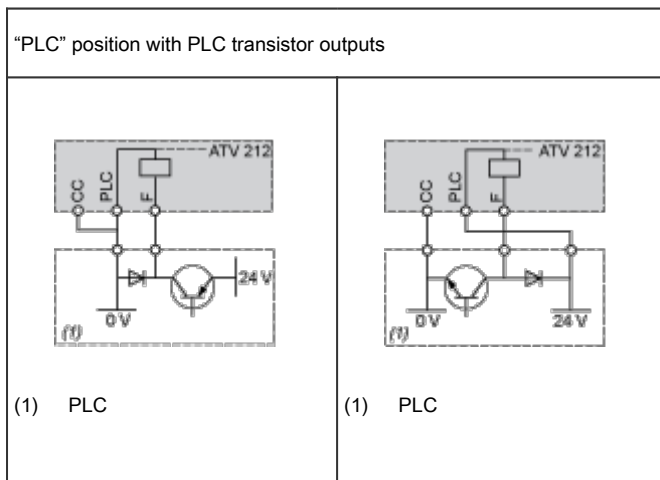 “PLC” position with PLC transistor outputs
ATV 212
CC
PLC
F
24 V
0 V
(1)
(1) PLC
ATV 212
CC
PLC
F
0 V
24 V
(1)
(1) PLC